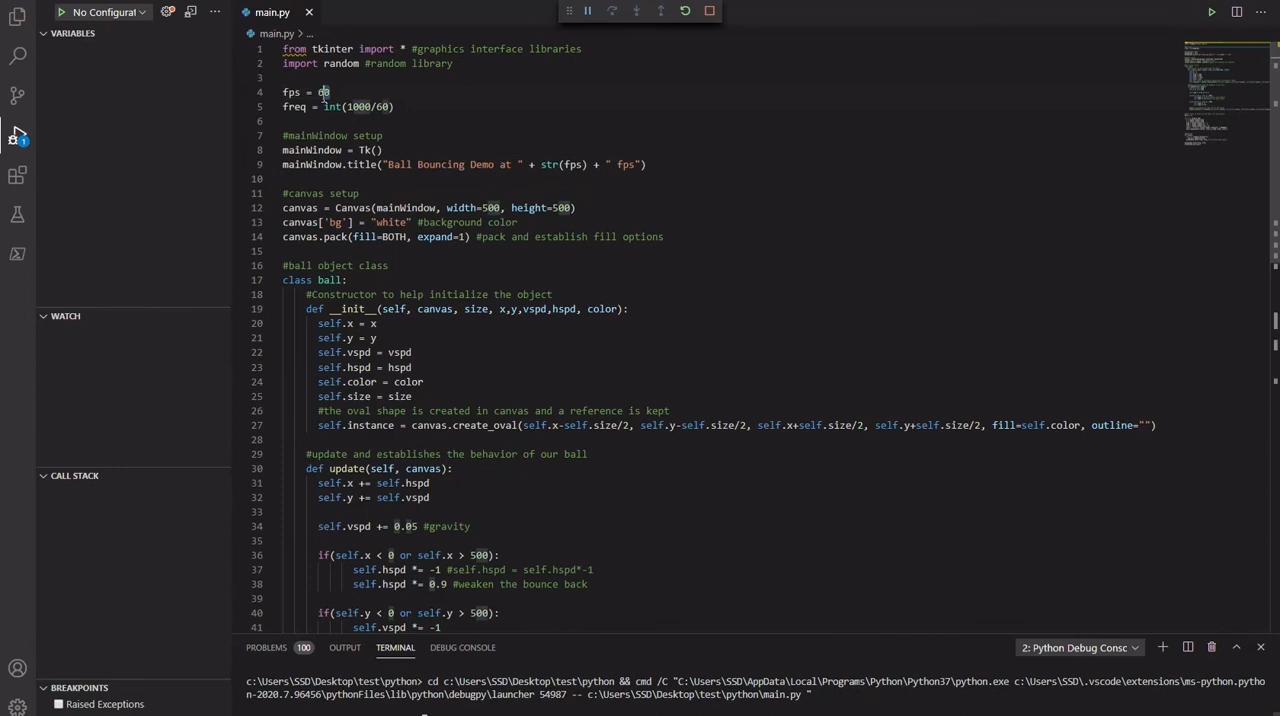 No Configurat
main.py
main.py > ...
VARIABLES
WATCH
CALL STACK
BREAKPOINTS
Raised Exceptions
1
1 from tkinter import * #graphics interface libraries
2 import random #random library
3
4 fps = 60
5 freq = int(1000/60)
6
7 #mainWindow setup
8 mainWindow = Tk()
9 mainWindow.title("Ball Bouncing Demo at " + str(fps) + " fps")
10
11 #canvas setup
12 canvas = Canvas(mainWindow, width=500, height=500)
13 canvas['bg'] = "white" #background color
14 canvas.pack(fill=BOTH, expand=1) #pack and establish fill options
15
16 #ball object class
17 class ball:
18 #Constructor to help initialize the object
19 def __init__(self, canvas, size, x,y,vspd,hspd, color):
20 self.x = x
21 self.y = y
22 self.vspd = vspd
23 self.hspd = hspd
24 self.color = color
25 self.size = size
26 #the oval shape is created in canvas and a reference is kept
27 self.instance = canvas.create_oval(self.x-self.size/2, self.y-self.size/2, self.x+self.size/2, self.y+self.size/2, fill=self.color, outline="")
28
29 #update and establishes the behavior of our ball
30 def update(self, canvas):
31 self.x += self.hspd
32 self.y += self.vspd
33
34 self.vspd += 0.05 #gravity
35
36 if(self.x < 0 or self.x > 500):
37 self.hspd *= -1 #self.hspd = self.hspd*-1
38 self.hspd *= 0.9 #weaken the bounce back
39
40 if(self.y < 0 or self.y > 500):
41 self.vspd *= -1
PROBLEMS 100 OUTPUT TERMINAL DEBUG CONSOLE
2: Python Debug Consc
c:\Users\SSD\Desktop\test\python> cd c:\Users\SSD\Desktop\test\python && cmd /C "C:\Users\SSD\AppData\Local\Programs\Python\Python37\python.exe c:\Users\SSD\.vscode\extensions\ms-python.pytho
n-2020.7.96456\pythonFiles\lib\python\debugpy\launcher 54987 -- c:\Users\SSD\Desktop\test\python\main.py "